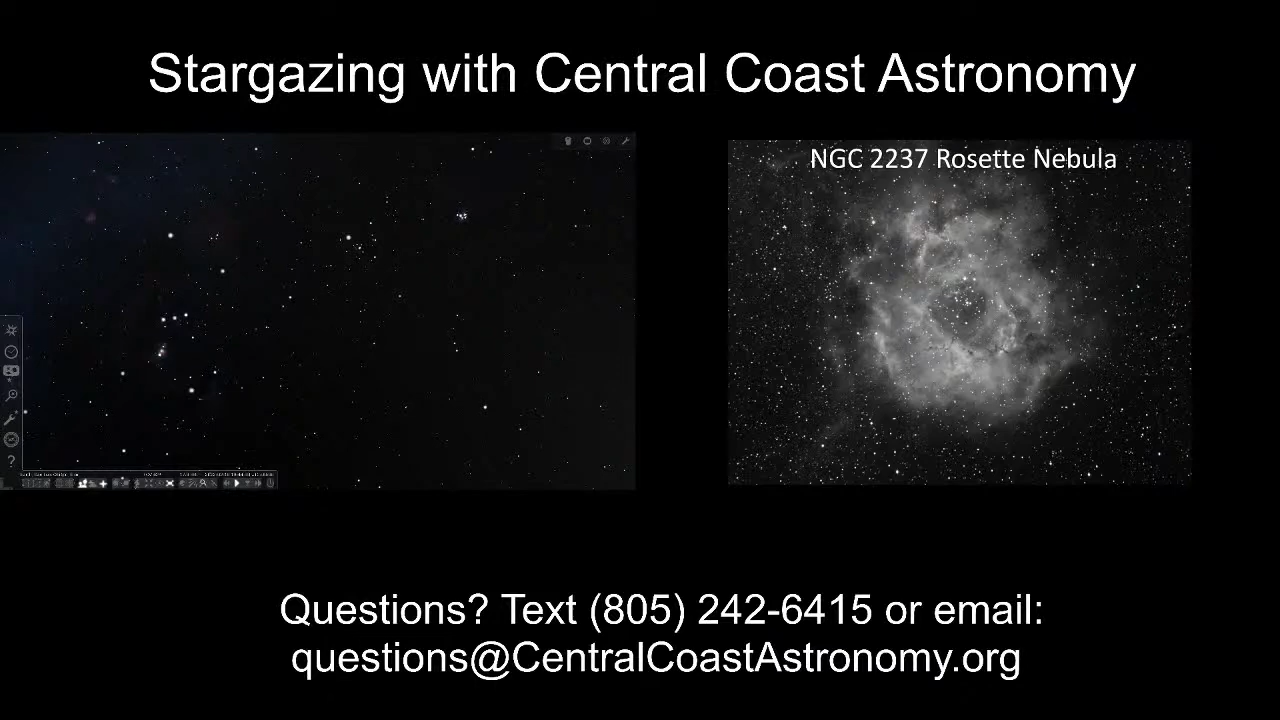 Stargazing with Central Coast Astronomy
NGC 2237 Rosette Nebula
Questions? Text (805) 242-6415 or email:
questions@CentralCoastAstronomy.org